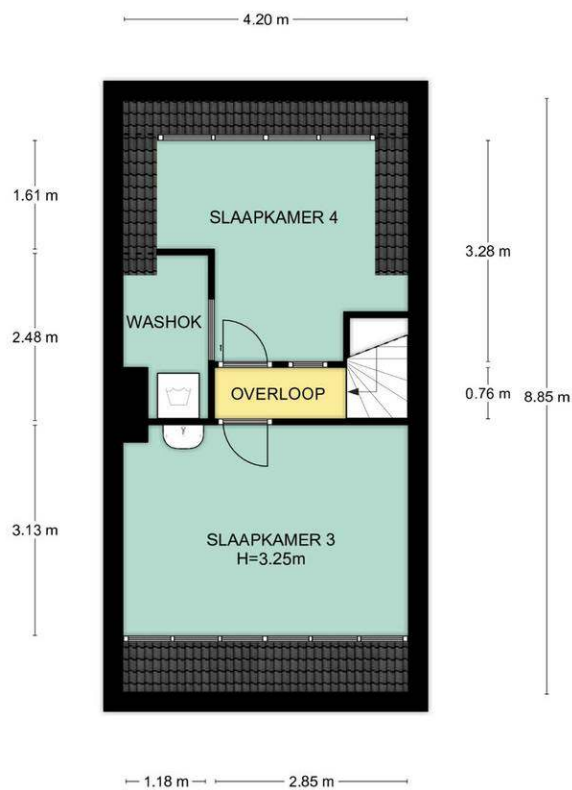 4.20 m
1.61 m
SLAAPKAMER 4
3.28 m
WASHOK
2.48 m
OVERLOOP
0.76 m
8.85 m
3.13 m
SLAAPKAMER 3
H=3.25m
1.18 m
2.85 m